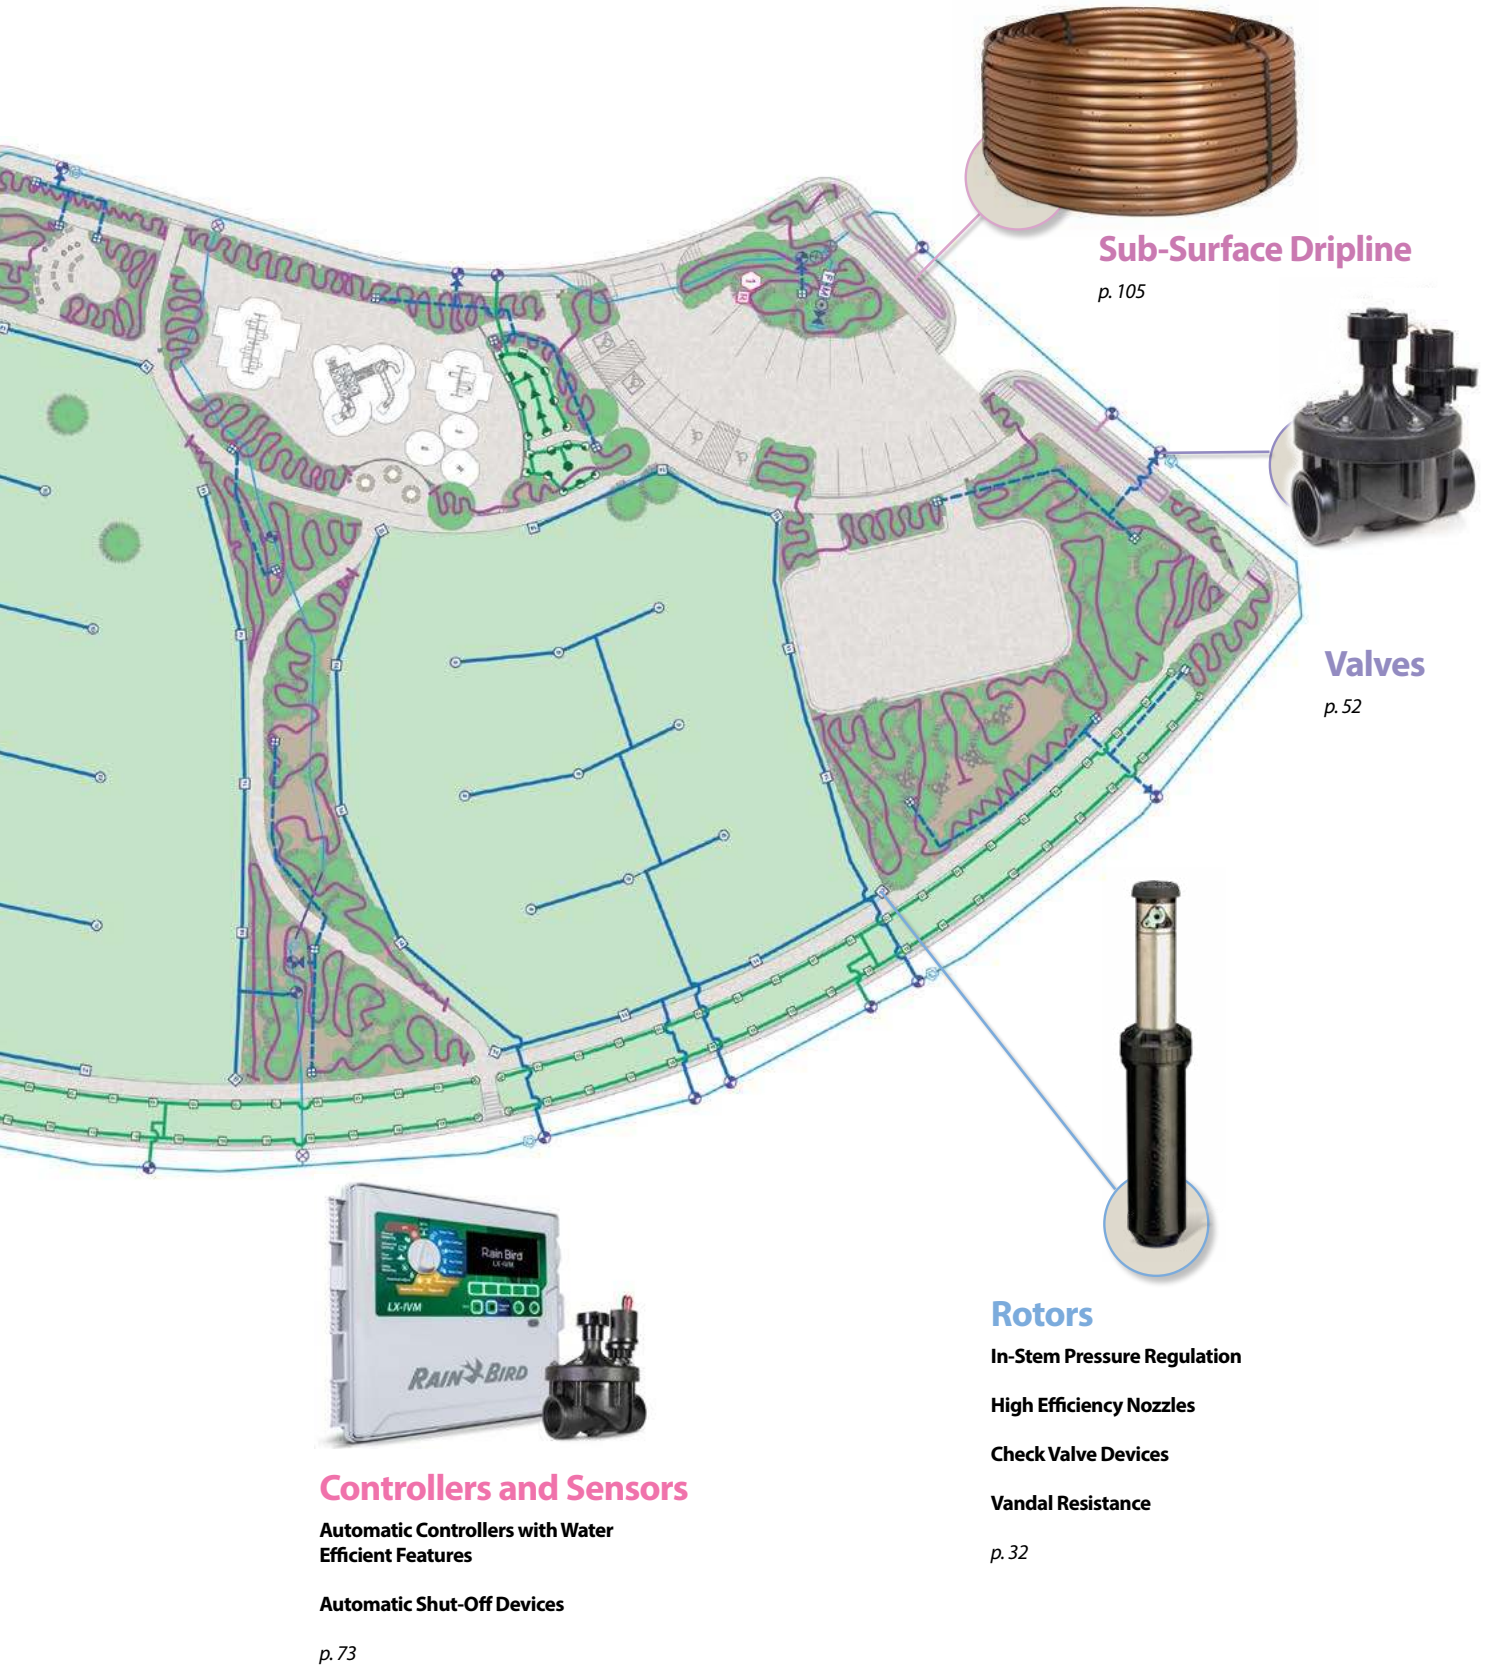 Sub-Surface Dripline
p. 105
Valves
p. 52
Rain Bird
LX-IVM
LX-IVM
RAIN BIRD
Rotors
In-Stem Pressure Regulation
High Efficiency Nozzles
Check Valve Devices
Vandal Resistance
p. 32
Controllers and Sensors
Automatic Controllers with Water
Efficient Features
Automatic Shut-Off Devices
p. 73